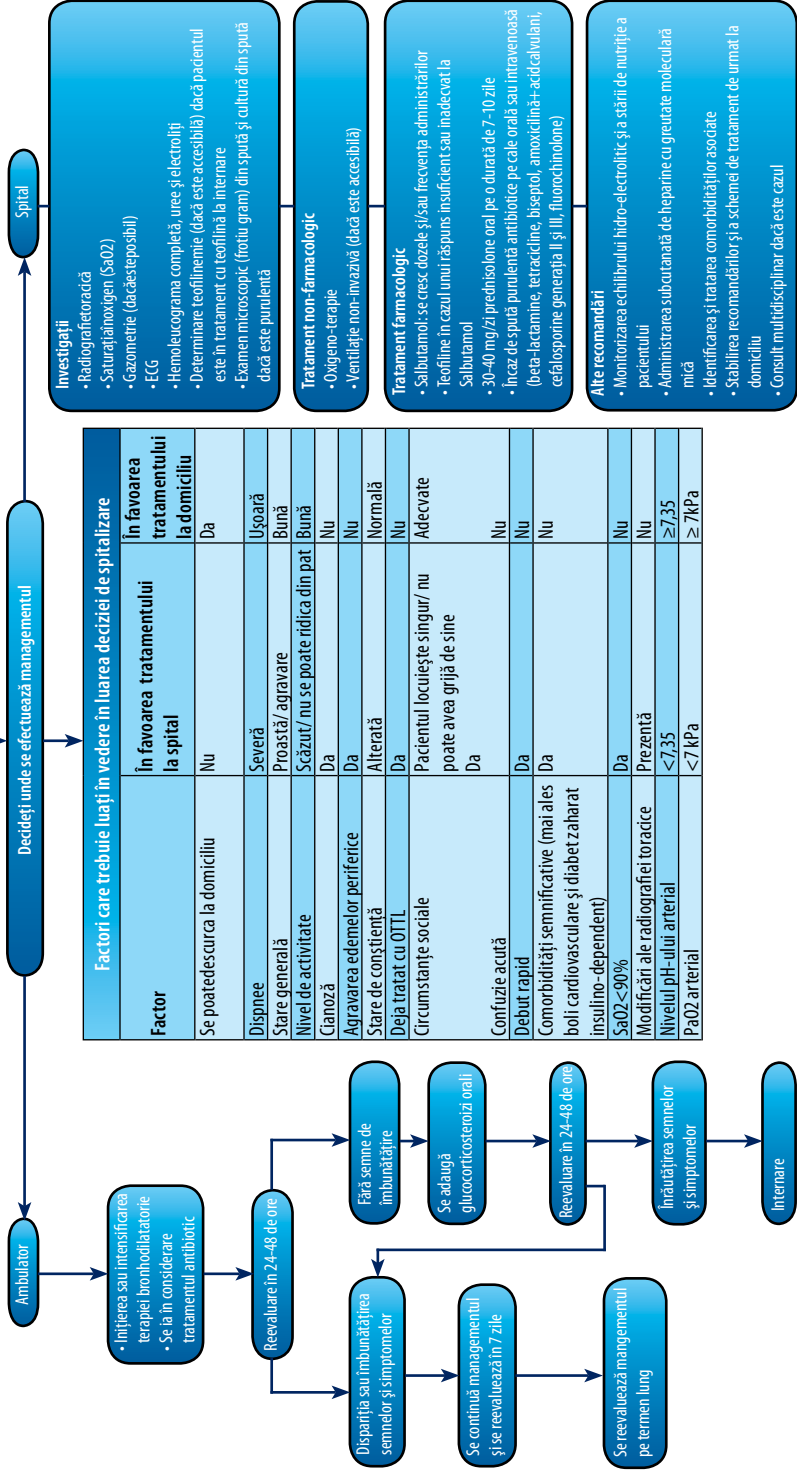 Decideți unde se efectuează managementul
Ambulator
• Inițierea sau intensificarea
terapiei bronhodilatatorie
• Se ia în considerare
tratamentul antibiotic
Reevaluare în 24-48 de ore
Dispariția sau îmbunătățirea
semnelor și simptomelor
Se continuă managementul
și se reevaluează în 7 zile
Se reevaluează mangementul
pe termen lung
Fără semne de
îmbunătățire
Se adaugă
glucocorticosteroizi orali
Reevaluare în 24-48 de ore
Înrăutățirea semnelor
și simptomelor
Internare
Factori care trebuie luați în vedere în luarea deciziei de spitalizare
Factor
În favoarea tratamentului
la spital
În favoarea
tratamentului
la domiciliu
Se poatedescurca la domiciliu Nu Da
Dispnee Severă Ușoară
Stare generală Proastă/ agravare Bună
Nivel de activitate Scăzut/ nu se poate ridica din pat Bună
Cianoză Da Nu
Agravarea edemelor periferice Da Nu
Stare de conștiență Alterată Normală
Deja tratat cu OTTL Da Nu
Circumstanțe sociale Pacientul locuiește singur/ nu Adecvate
poate avea grijă de sine
Confuzie acută Da Nu
Debut rapid Da Nu
Comorbidități semnificative (mai ales Da Nu
boli cardiovasculare și diabet zaharat
insulino-dependent)
SaO2<90% Da Nu
Modificări ale radiografiei toracice Prezentă Nu
Nivelul pH-ului arterial <7,35 ≥7,35
PaO2 arterial <7 kPa ≥ 7kPa
Spital
Investigații
• Radiografietoracică
• Saturațiaînoxigen (SaO2)
• Gazometrie (dacăesteposibil)
• ECG
• Hemoleucograma completă, uree și electroliți
• Determinare teofilinemie (dacă este accesibilă) dacă pacientul
este în tratament cu teofilină la internare
• Examen microscopic (frotiu gram) din spută și cultură din spută
dacă este purulentă
Tratament non-farmacologic
• Oxigeno-terapie
• Ventilație non-invazivă (dacă este accesibilă)
Tratament farmacologic
• Salbutamol: se cresc dozele și/sau frecvența administrărilor
• Teofiline în cazul unui răspuns insuficient sau inadecvat la
Salbutamol
• 30-40 mg/zi prednisolone oral pe o durată de 7-10 zile
• Încaz de spută purulentă antibiotice pe cale orală sau intravenoasă
(beta-lactamine, tetracicline, biseptol, amoxicilină+acidcalvulani,
cefalosporine generația II și III, fluorochinolone)
Alte recomandări
• Monitorizarea echilibrului hidro-electrolitic și a stării de nutriție a
pacientului
• Administrarea subcutanată de heparine cu greutate moleculară
mică
• Identificarea și tratarea comorbidităților asociate
• Stabilirea recomandărilor și a schemei de tratament de urmat la
domiciliu
• Consult multidisciplinar dacă este cazul